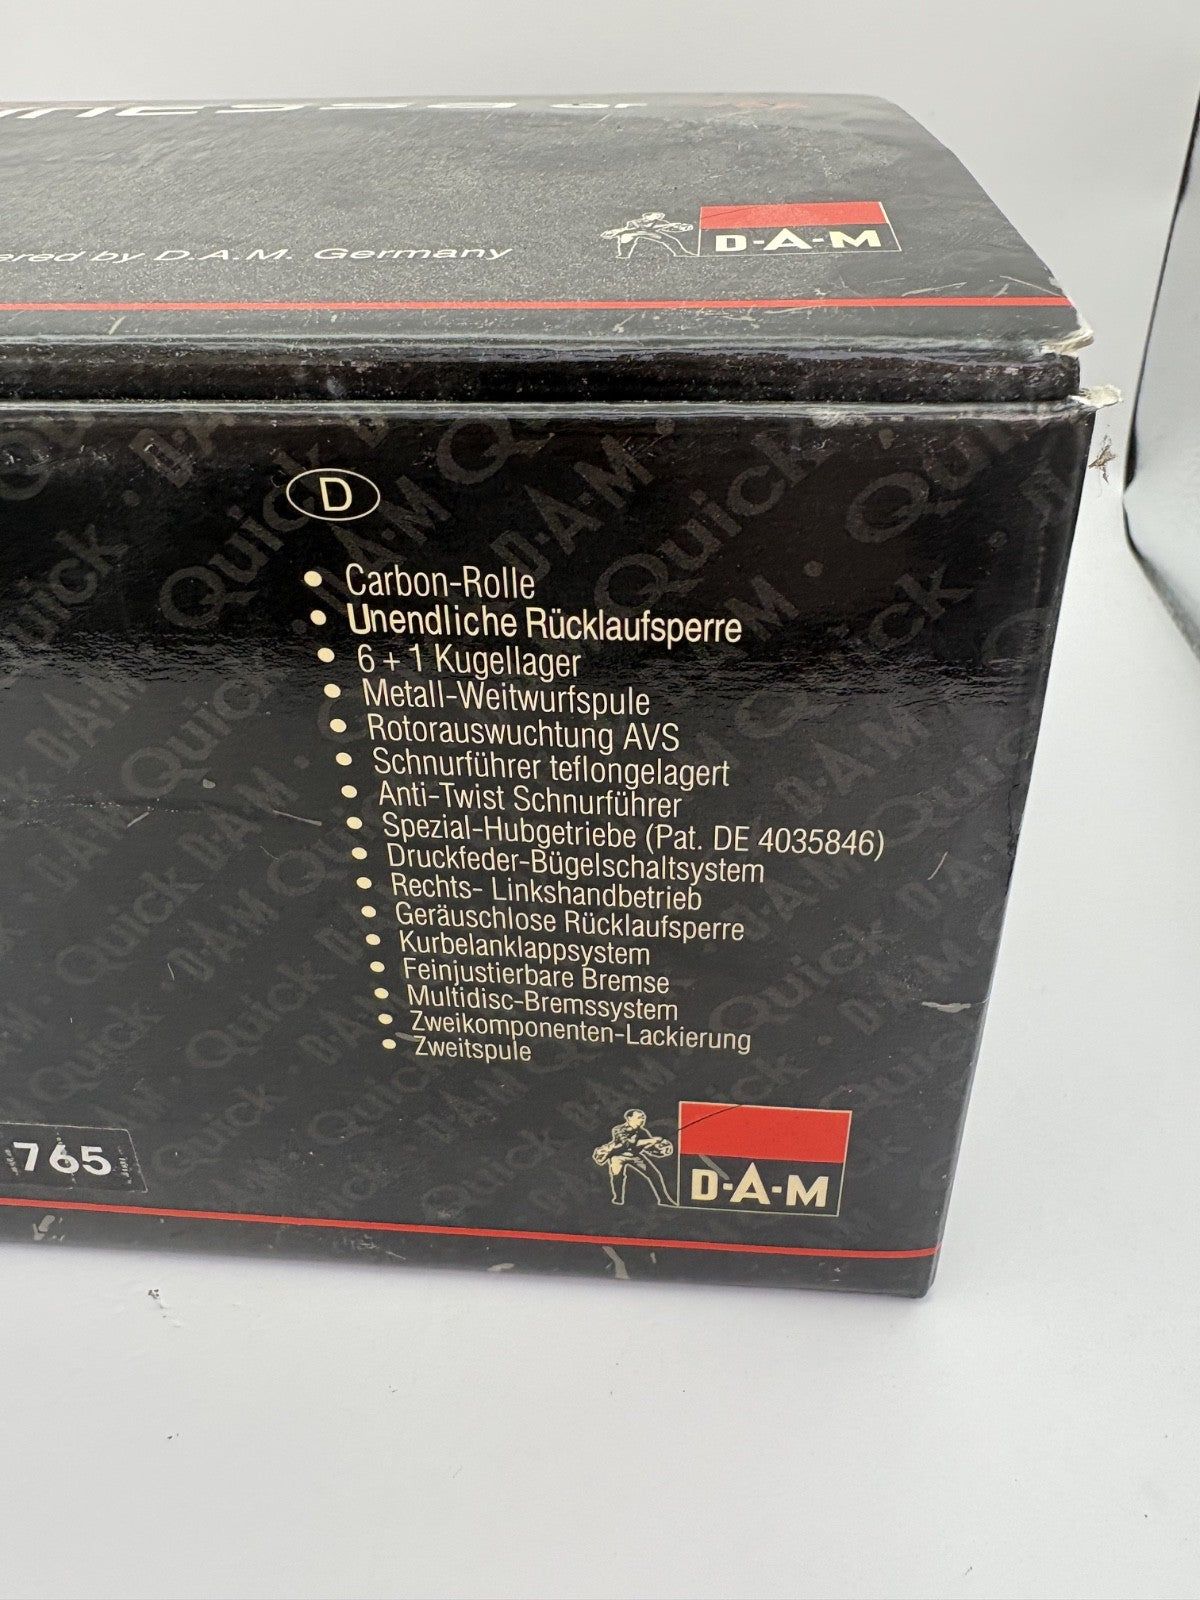 by D.A.M. Germany
D·A·M
D
• Carbon-Rolle
• Unendliche Rücklaufsperre
• 6 + 1 Kugellager
• Metall-Weitwurfspule
• Rotorauswuchtung AVS
• Schnurführer teflongelagert
• Anti-Twist Schnurführer
• Spezial-Hubgetriebe (Pat. DE 4035846)
• Druckfeder-Bügelschaltsystem
• Rechts- Linkshandbetrieb
• Geräuschlose Rücklaufsperre
• Kurbelanklappsystem
• Feinjustierbare Bremse
• Multidisc-Bremssystem
• Zweikomponenten-Lackierung
• Zweitspule
765
D·A·M